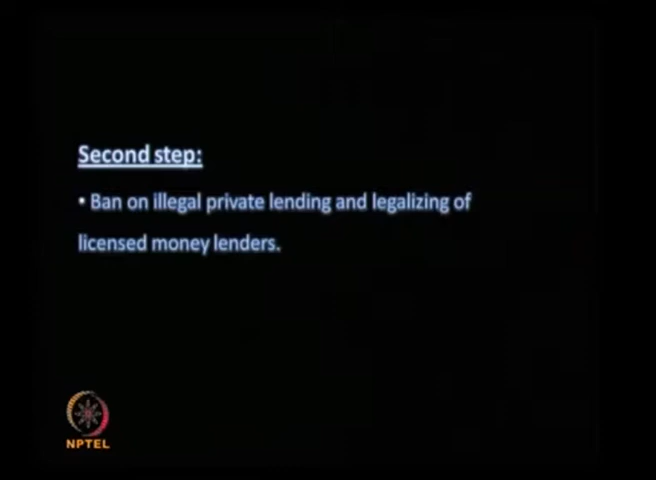 Second step:
• Ban on illegal private lending and legalizing of
licensed money lenders.
NPTEL